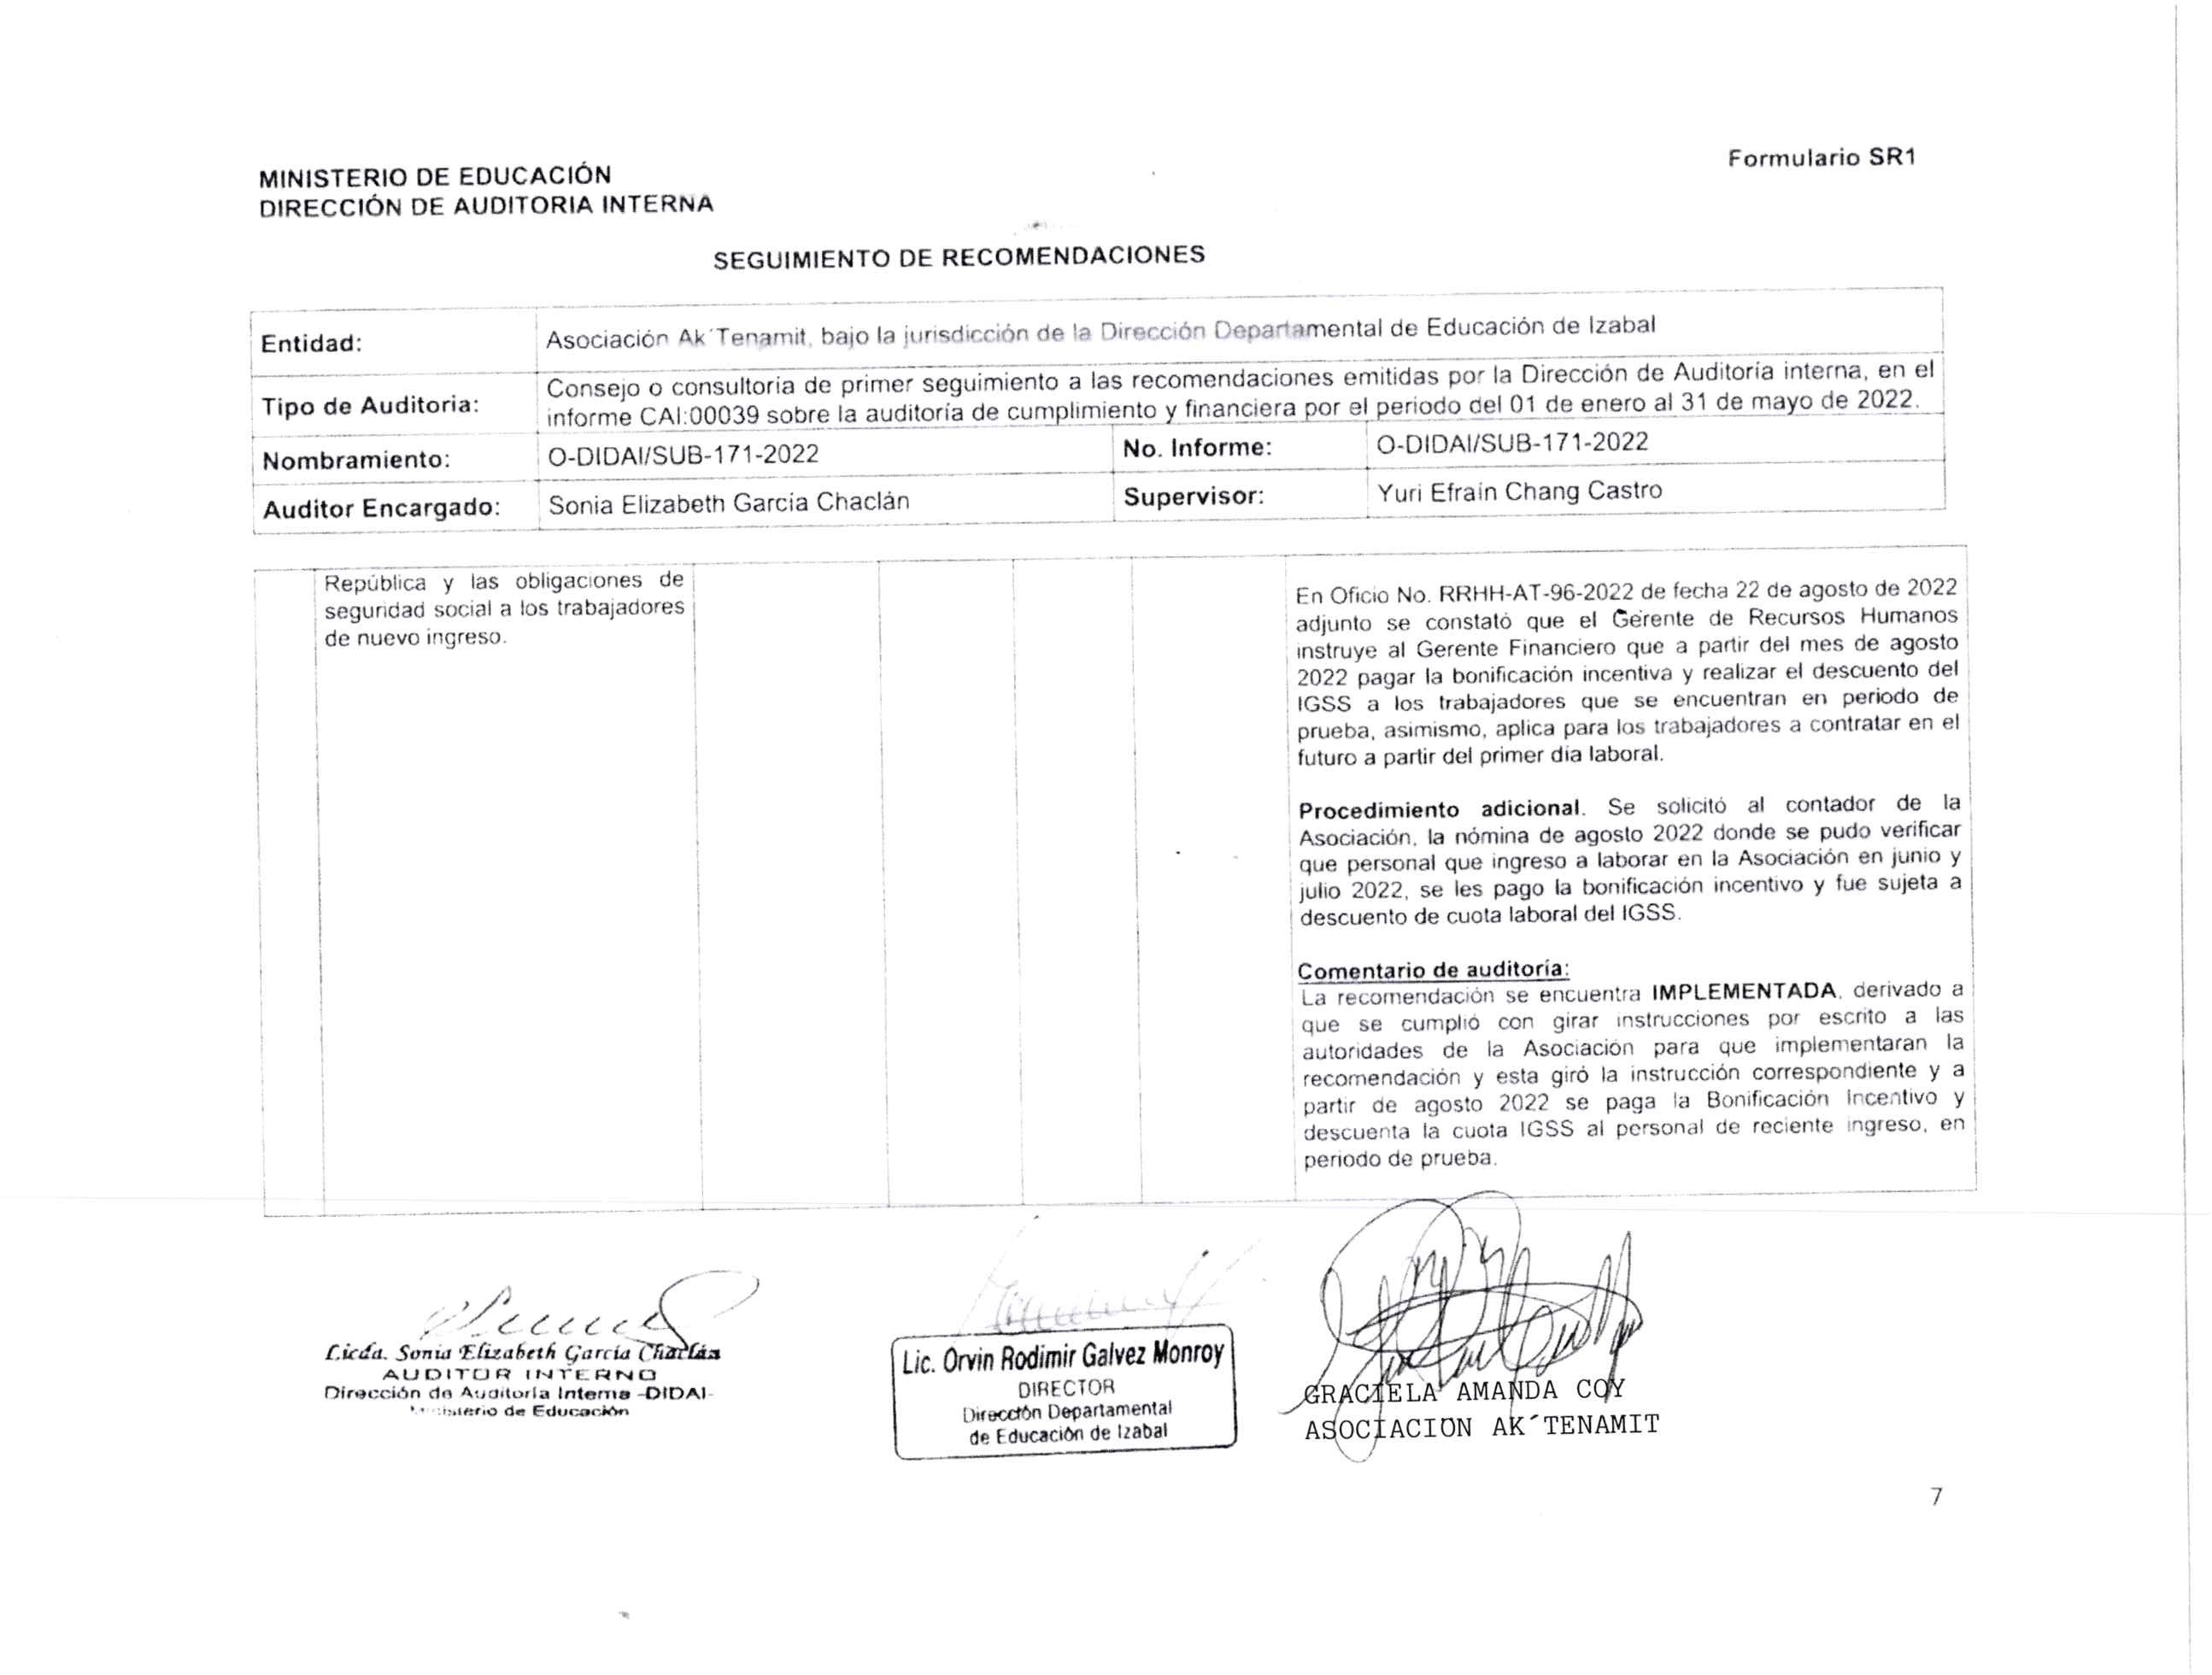 Formulario SR1
MINISTERIO DE EDUCACIÓN
DIRECCIÓN DE AUDITORIA INTERNA
SEGUIMIENTO DE RECOMENDACIONES
Entidad: Asociación Ak´Tenamit, bajo la jurisdicción de la Dirección Departamental de Educación de Izabal
Tipo de Auditoria: Consejo o consultoría de primer seguimiento a las recomendaciones emitidas por la Dirección de Auditoría interna, en el
informe CAI:00039 sobre la auditoría de cumplimiento y financiera por el periodo del 01 de enero al 31 de mayo de 2022.
Nombramiento: O-DIDAI/SUB-171-2022 No. Informe: O-DIDAI/SUB-171-2022
Auditor Encargado: Sonia Elizabeth García Chaclán Supervisor: Yuri Efraín Chang Castro
República y las obligaciones de
seguridad social a los trabajadores
de nuevo ingreso.
En Oficio No. RRHH-AT-96-2022 de fecha 22 de agosto de 2022
adjunto se constató que el Gerente de Recursos Humanos
instruye al Gerente Financiero que a partir del mes de agosto
2022 pagar la bonificación incentiva y realizar el descuento del
IGSS a los trabajadores que se encuentran en periodo de
prueba, asimismo, aplica para los trabajadores a contratar en el
futuro a partir del primer día laboral.
Procedimiento adicional. Se solicitó al contador de la
Asociación, la nómina de agosto 2022 donde se pudo verificar
que personal que ingreso a laborar en la Asociación en junio y
julio 2022, se les pago la bonificación incentivo y fue sujeta a
descuento de cuota laboral del IGSS.
Comentario de auditoría:
La recomendación se encuentra IMPLEMENTADA, derivado a
que se cumplió con girar instrucciones por escrito a las
autoridades de la Asociación para que implementaran la
recomendación y esta giró la instrucción correspondiente y a
partir de agosto 2022 se paga la Bonificación Incentivo y
descuenta la cuota IGSS al personal de reciente ingreso, en
periodo de prueba.
Licda. Sonia Elizabeth García Chaclán
AUDITOR INTERNO
Dirección de Auditoría Interna -DIDAI-
Ministerio de Educación
Lic. Orvin Rodimir Galvez Monroy
DIRECTOR
Dirección Departamental
de Educación de Izabal
GRACIELA AMANDA COY
ASOCIACION AK´TENAMIT
7